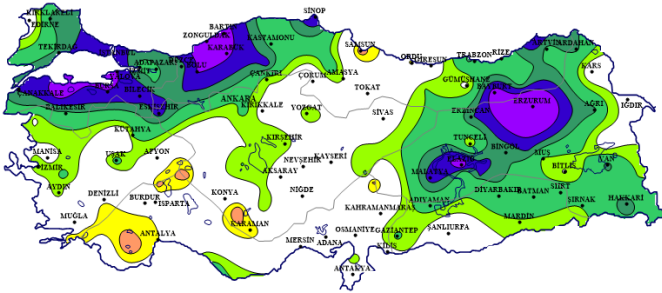 SİNOP
KIRKLARELİ
EDİRNE
BARTIN
ZONGULDAK
KASTAMONU
KARABÜK
SAMSUN
TEKİRDAĞ
ORDU
GİRESUN
TRABZON
RİZE
ARTVİN
ARDAHAN
ADAPAZARI
BOLU
ÇANKIRI
ÇORUM
AMASYA
KARS
GÜMÜŞHANE
BAYBURT
YALOVA
BURSA
BİLECİK
ÇANAKKALE
TOKAT
ERZURUM
ANKARA
AĞRI
IĞDIR
BALIKESİR
ESKİŞEHİR
KIRIKKALE
YOZGAT
SİVAS
ERZİNCAN
KÜTAHYA
KIRŞEHİR
TUNCELİ
BİNGÖL
MUŞ
MANİSA
UŞAK
AFYON
NEVŞEHİR
KAYSERİ
ELAZIĞ
BİTLİS
VAN
İZMİR
AKSARAY
MALATYA
AYDIN
DENİZLİ
BURDUR
ISPARTA
KONYA
NİĞDE
ADIYAMAN
DİYARBAKIR
BATMAN
SİİRT
ŞIRNAK
HAKKARİ
MUĞLA
KAHRAMANMARAŞ
MARDİN
ANTALYA
KARAMAN
OSMANİYE
GAZİANTEP
ŞANLIURFA
MERSİN
ADANA
KİLİS
ANTAKYA